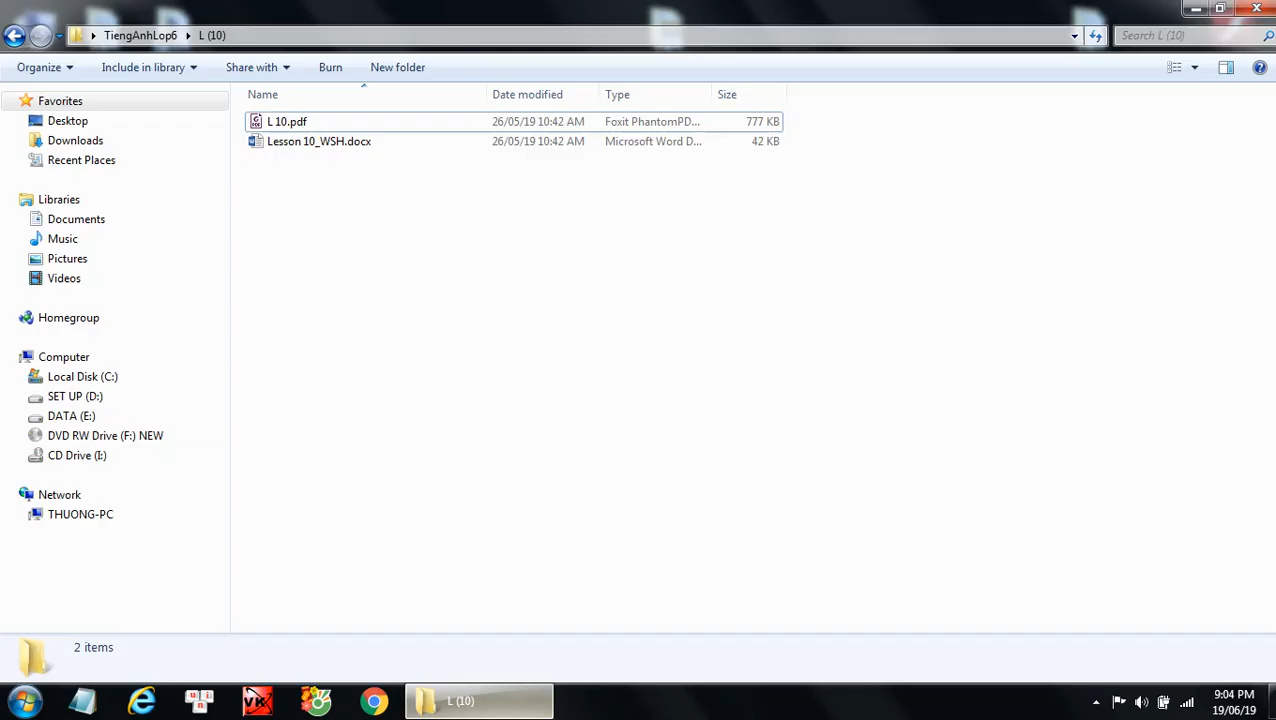 TiengAnhLop6 L (10)
Search L (10)
Organize Include in library Share with Burn New folder
Name Date modified Type Size
Favorites
Desktop
Downloads
Recent Places
Libraries
Documents
Music
Pictures
Videos
Homegroup
Computer
Local Disk (C:)
SET UP (D:)
DATA (E:)
DVD RW Drive (F:) NEW
CD Drive (I:)
Network
THUONG-PC
L 10.pdf 26/05/19 10:42 AM Foxit PhantomPD... 777 KB
Lesson 10_WSH.docx 26/05/19 10:42 AM Microsoft Word D... 42 KB
2 items
L (10)
9:04 PM
19/06/19